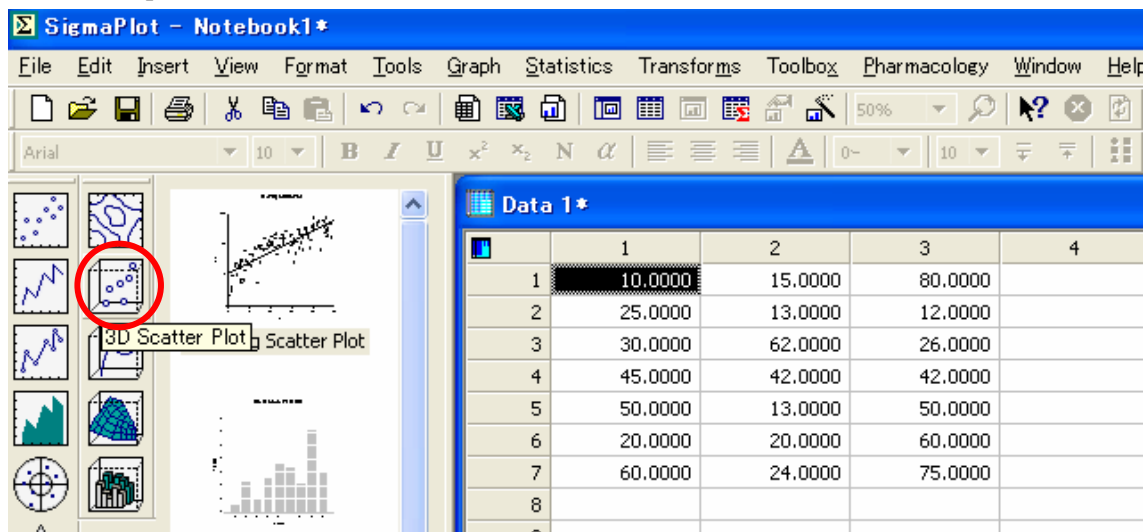 SigmaPlot - Notebook1*
File Edit Insert View Format Tools Graph Statistics Transforms Toolbox Pharmacology Window Help
50%
Arial 10 B I U x² x₂ N α A 0- 10
Data 1*
1 2 3 4
1 10.0000 15.0000 80.0000
2 25.0000 13.0000 12.0000
3D Scatter Plot g Scatter Plot
3 30.0000 62.0000 26.0000
4 45.0000 42.0000 42.0000
5 50.0000 13.0000 50.0000
6 20.0000 20.0000 60.0000
7 60.0000 24.0000 75.0000
8